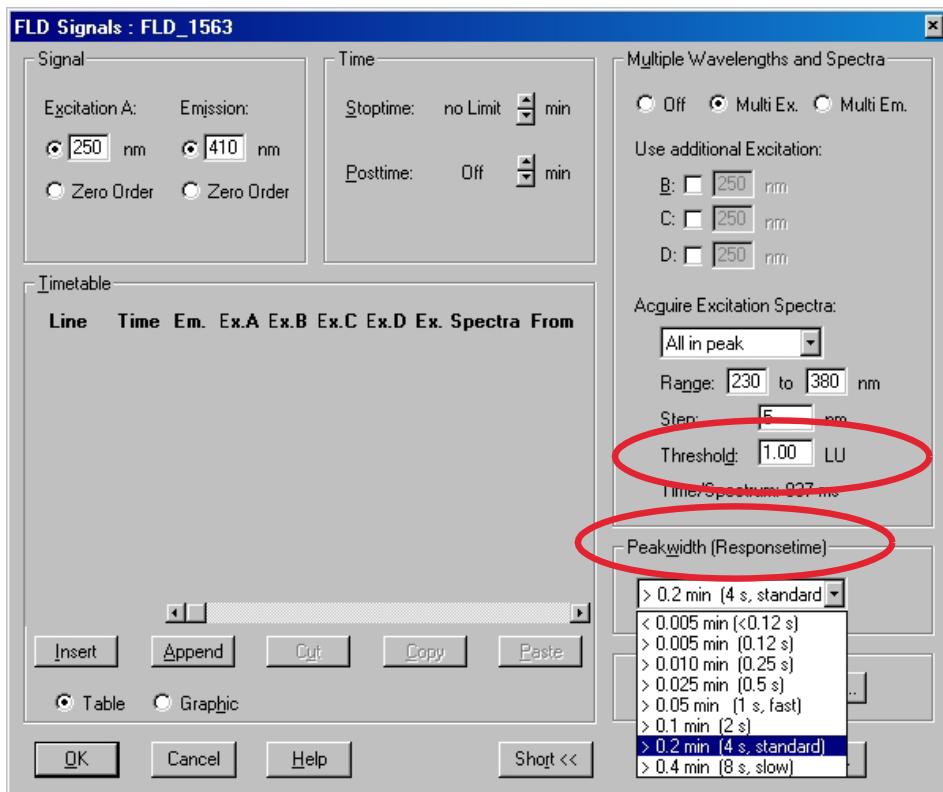 FLD Signals : FLD_1563
Signal
Excitation A: Emission:
250 nm 410 nm
Zero Order Zero Order
Time
Stoptime: no Limit min
Posttime: Off min
Multiple Wavelengths and Spectra
Off Multi Ex. Multi Em.
Use additional Excitation:
B: 250 nm
C: 250 nm
D: 250 nm
Acquire Excitation Spectra:
All in peak
Range: 230 to 380 nm
Step: 5 nm
Threshold: 1.00 LU
Time/Spectrum: 937 ms
Timetable
Line Time Em. Ex.A Ex.B Ex.C Ex.D Ex. Spectra From
Insert Append Cut Copy Paste
Table Graphic
OK Cancel Help Short <<
Peakwidth (Responsetime)
> 0.2 min (4 s, standard
< 0.005 min (<0.12 s)
> 0.005 min (0.12 s)
> 0.010 min (0.25 s)
> 0.025 min (0.5 s)
> 0.05 min (1 s, fast)
> 0.1 min (2 s)
> 0.2 min (4 s, standard)
> 0.4 min (8 s, slow)